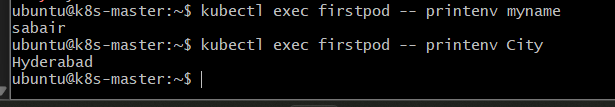 ubuntu@k8s-master:~$ kubectl exec firstpod -- printenv myname
sabair
ubuntu@k8s-master:~$ kubectl exec firstpod -- printenv City
Hyderabad
ubuntu@k8s-master:~$